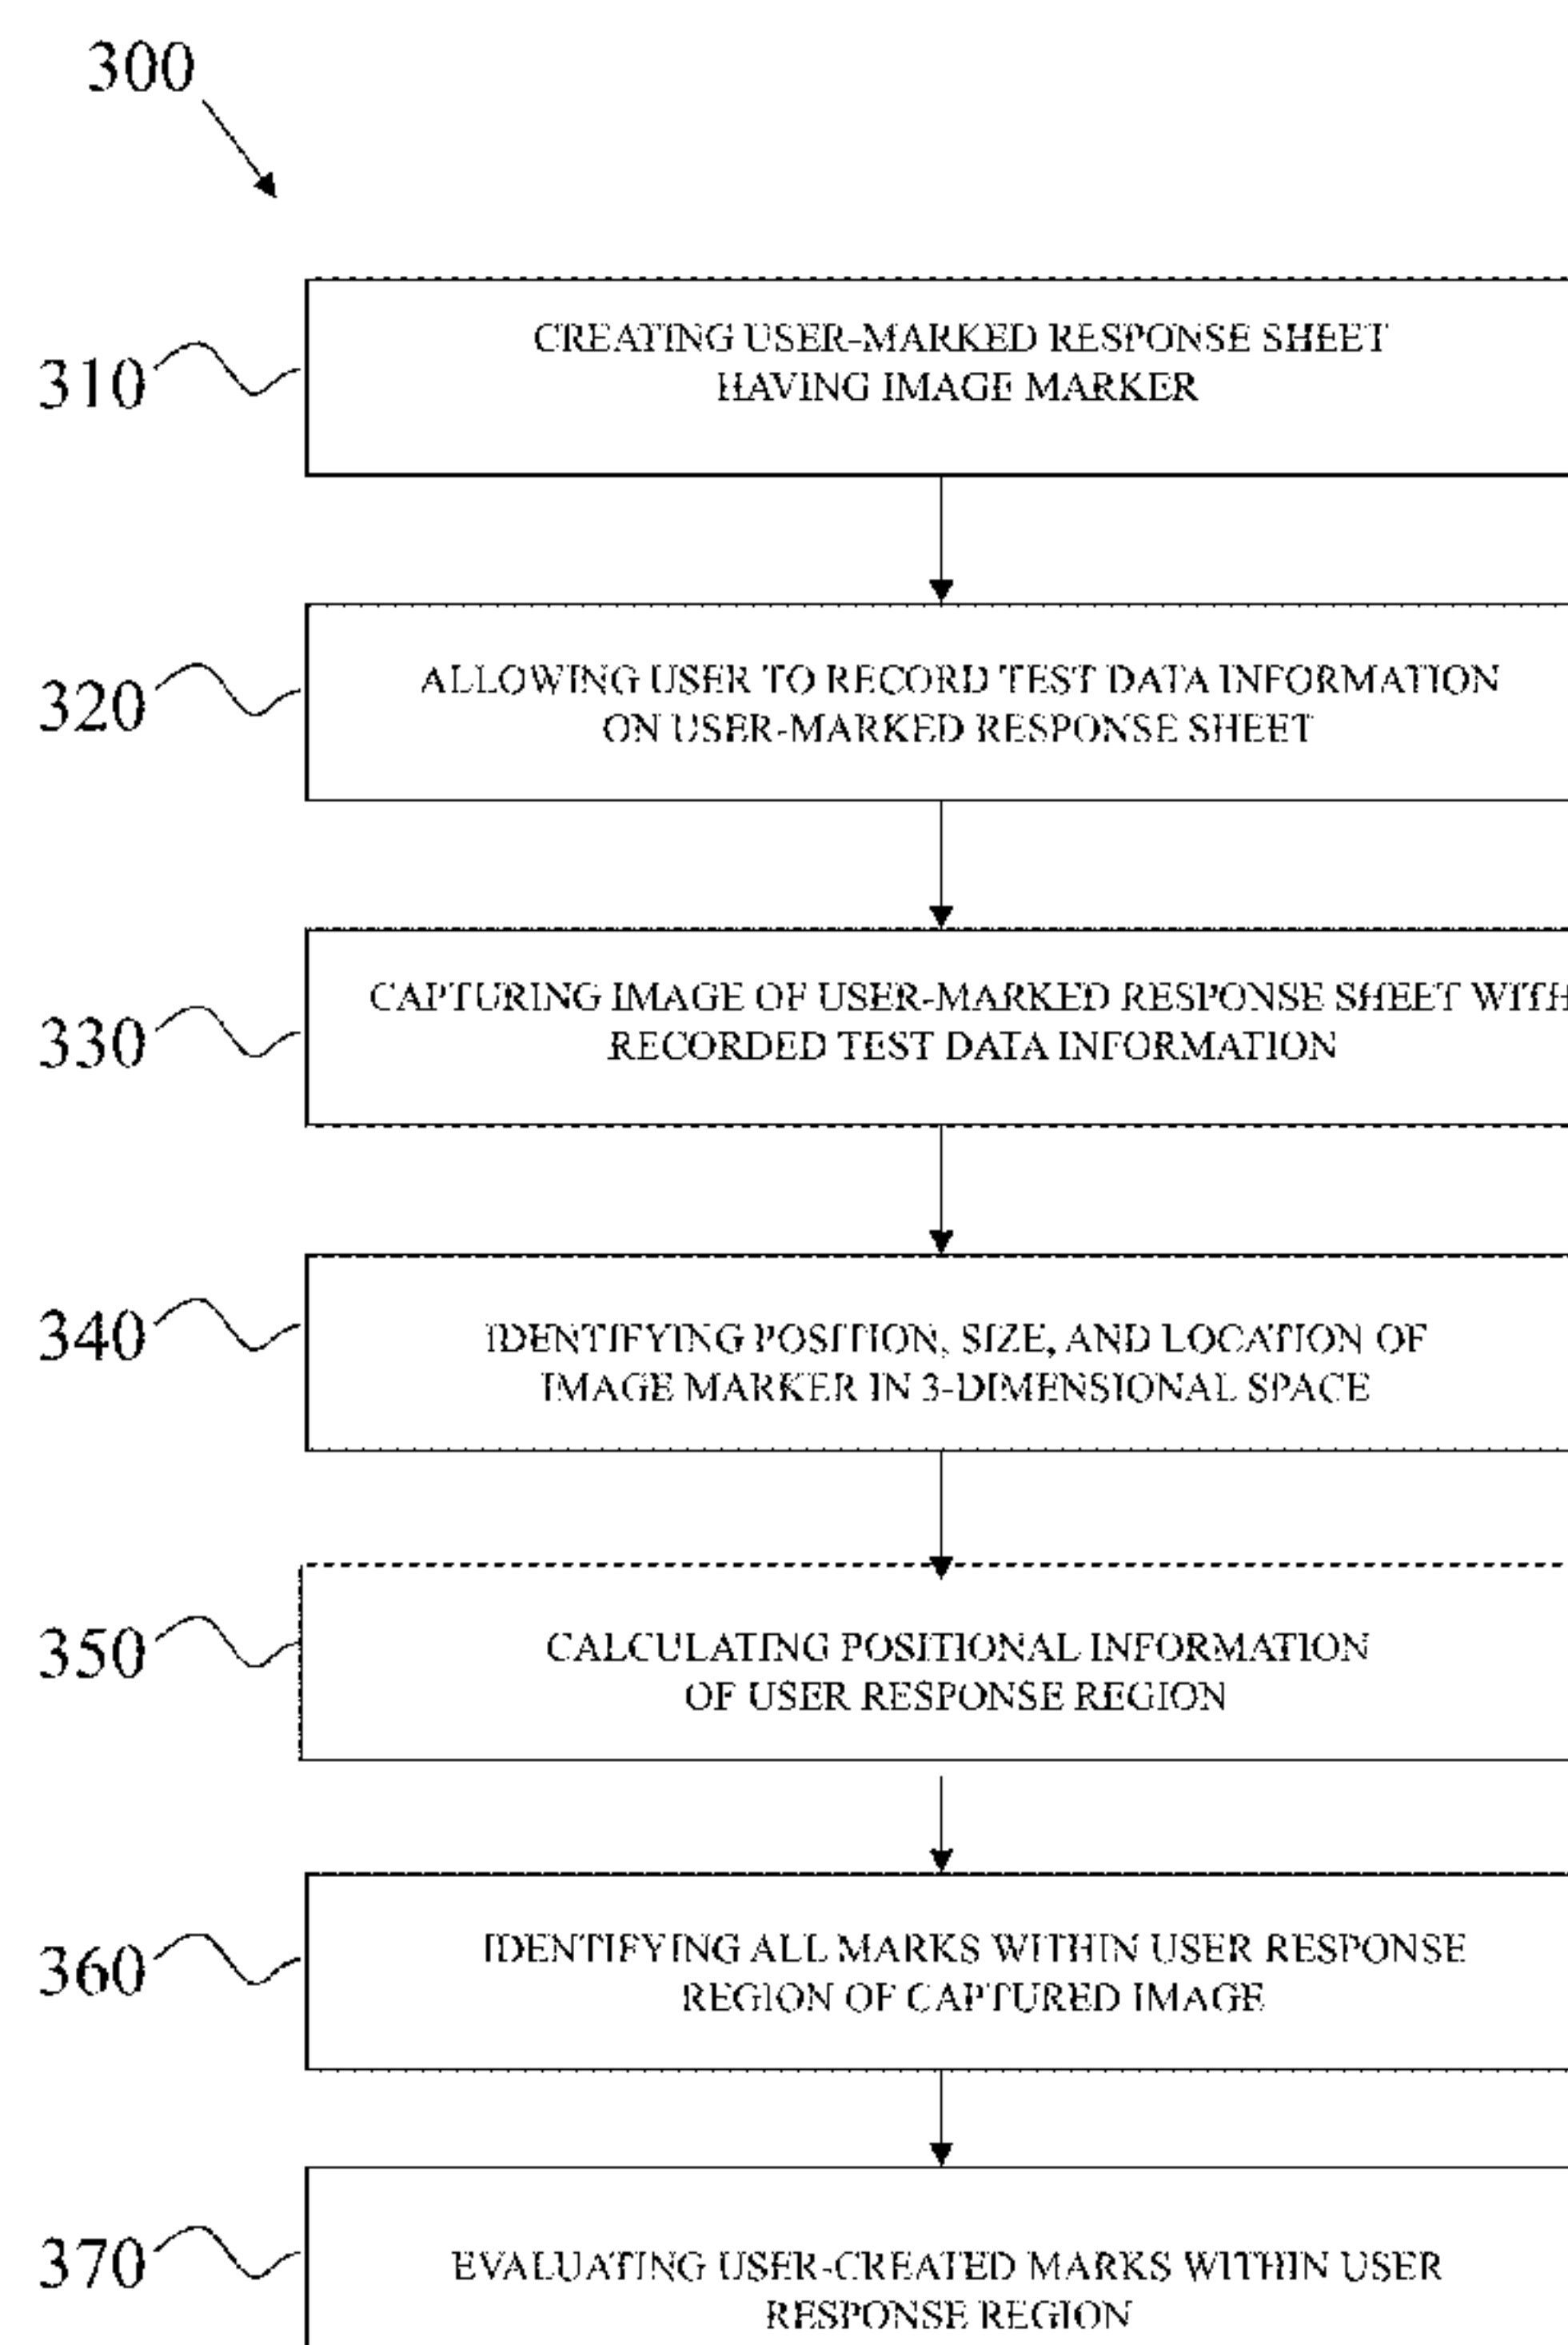 300
310
CREATING USER-MARKED RESPONSE SHEET
HAVING IMAGE MARKER
320
ALLOWING USER TO RECORD TEST DATA INFORMATION
ON USER-MARKED RESPONSE SHEET
330
CAPTURING IMAGE OF USER-MARKED RESPONSE SHEET WITH
RECORDED TEST DATA INFORMATION
340
IDENTIFYING POSITION, SIZE, AND LOCATION OF
IMAGE MARKER IN 3-DIMENSIONAL SPACE
350
CALCULATING POSITIONAL INFORMATION
OF USER RESPONSE REGION
360
IDENTIFYING ALL MARKS WITHIN USER RESPONSE
REGION OF CAPTURED IMAGE
370
EVALUATING USER-CREATED MARKS WITHIN USER
RESPONSE REGION